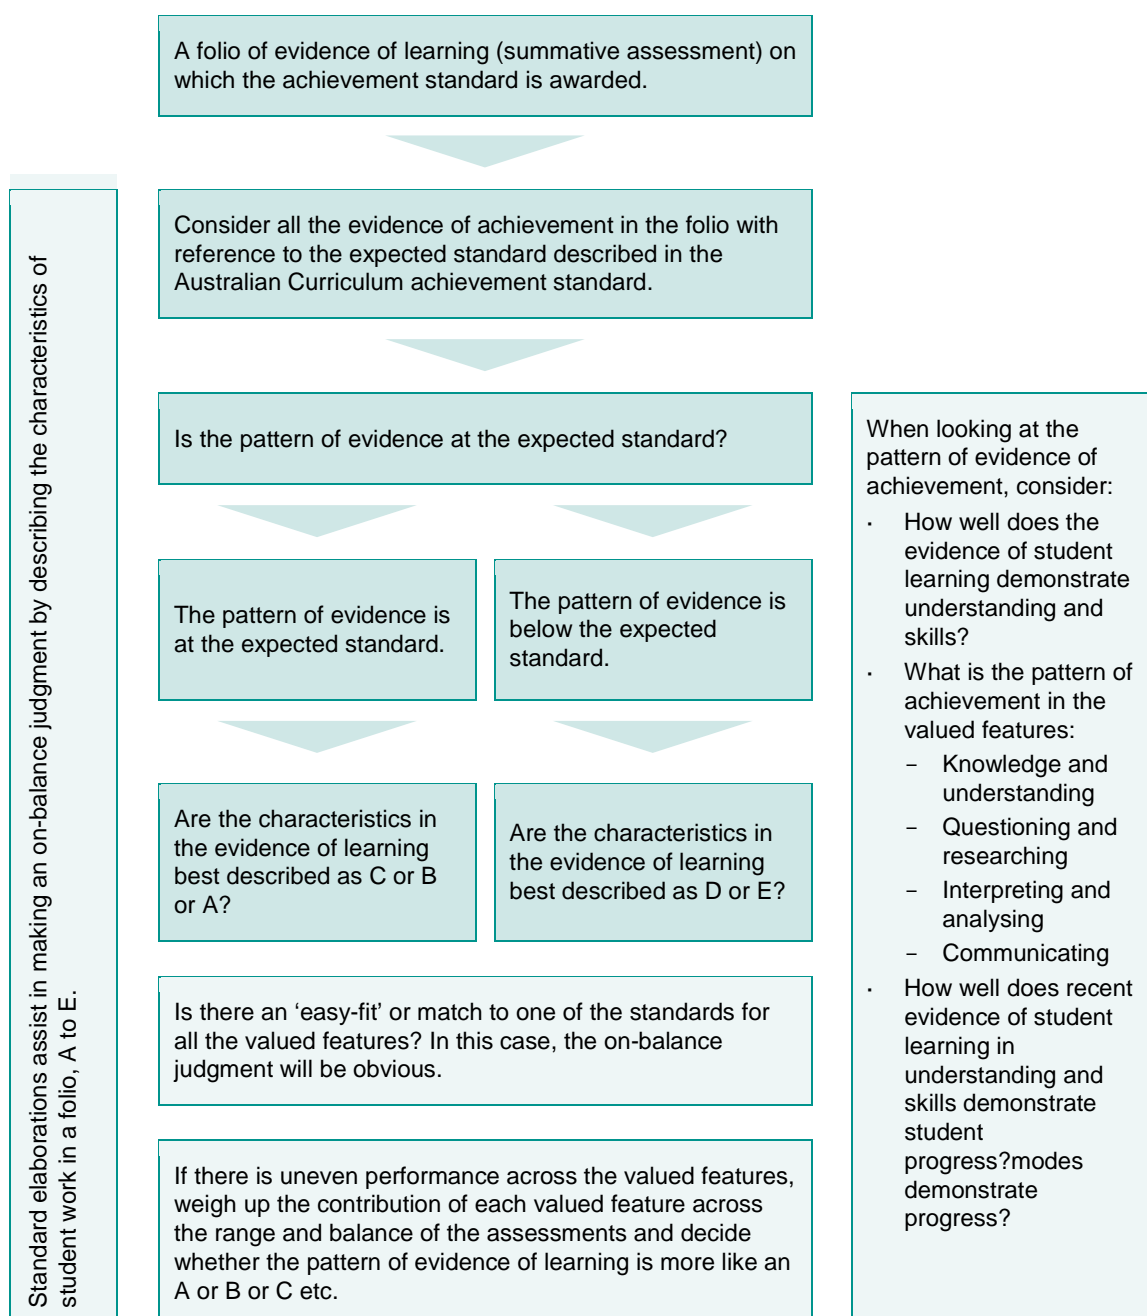 A folio of evidence of learning (summative assessment) on
which the achievement standard is awarded.
Standard elaborations assist in making an on-balance judgment by describing the characteristics of
student work in a folio, A to E.
Consider all the evidence of achievement in the folio with
reference to the expected standard described in the
Australian Curriculum achievement standard.
Is the pattern of evidence at the expected standard?
The pattern of evidence is
at the expected standard.
The pattern of evidence is
below the expected
standard.
Are the characteristics in
the evidence of learning
best described as C or B
or A?
Are the characteristics in
the evidence of learning
best described as D or E?
Is there an ‘easy-fit’ or match to one of the standards for
all the valued features? In this case, the on-balance
judgment will be obvious.
If there is uneven performance across the valued features,
weigh up the contribution of each valued feature across
the range and balance of the assessments and decide
whether the pattern of evidence of learning is more like an
A or B or C etc.
When looking at the
pattern of evidence of
achievement, consider:
· How well does the
evidence of student
learning demonstrate
understanding and
skills?
· What is the pattern of
achievement in the
valued features:
− Knowledge and
understanding
− Questioning and
researching
− Interpreting and
analysing
− Communicating
· How well does recent
evidence of student
learning in
understanding and
skills demonstrate
student
progress?modes
demonstrate
progress?